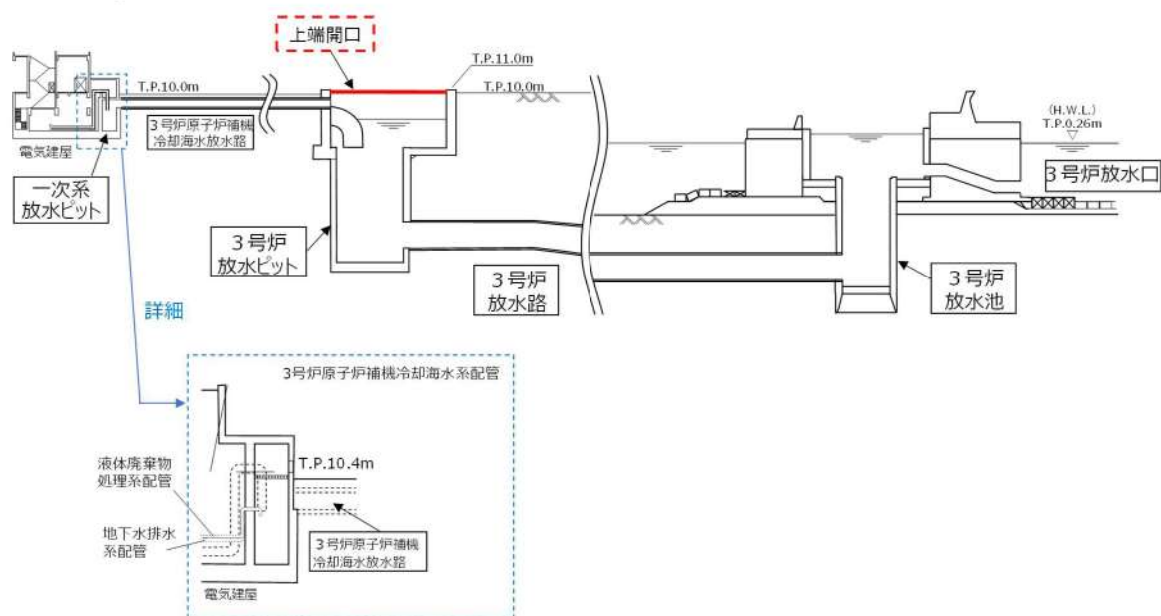 上端開口
T.P.11.0m
T.P.10.0m
T.P.10.0m
(H.W.L.)
T.P.0.26m
3号炉原子炉補機
冷却海水放水路
電気建屋
一次系
放水ピット
3号炉
放水ピット
3号炉
放水路
3号炉
放水池
3号炉放水口
詳細
3号炉原子炉補機冷却海水系配管
T.P.10.4m
液体廃棄物
処理系配管
地下水排水
系配管
3号炉原子炉補機
冷却海水放水路
電気建屋